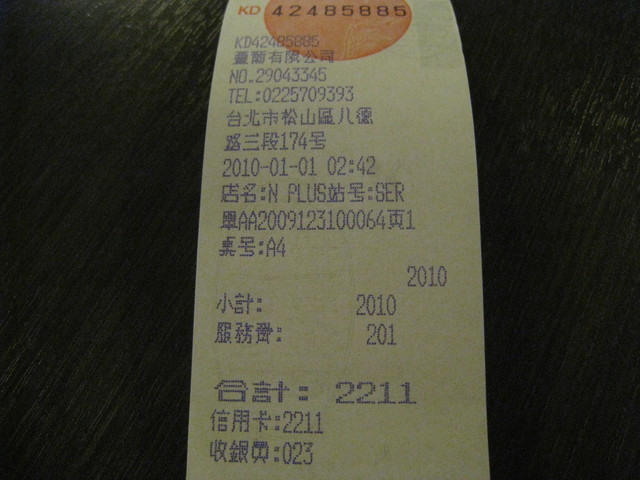 KD 42485885
KD42485885
臺爾有限公司
NO.29043345
TEL:0225709393
台北市松山區八德
路三段174号
2010-01-01 02:42
店名:N PLUS站号:SER
單AA2009123100064页1
桌号:A4
2010
小計: 2010
服務費: 201
合計: 2211
信用卡:2211
收銀員:023